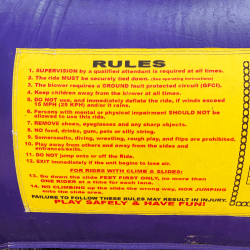 RULES
1. SUPERVISION by a qualified attendant is required at all times.
2. The ride MUST be securely tied down. (See operating instructions)
3. The blower requires a GROUND fault protected circuit (GFCI).
4. Keep children away from the blower at all times.
5. DO NOT use, and immediately deflate the ride, if winds exceed
15 MPH (25 KPH) and/or it rains.
6. Persons with mental or physical impairment SHOULD NOT be
allowed to use this ride.
7. REMOVE shoes, eyeglasses and any sharp objects.
8. No food, drinks, gum, pets or silly string.
9. Somersaults, diving, wrestling, rough play, and flips are prohibited.
10. Play away from others and away from the sides and
entrances.
11. DO NOT jump onto or off the Ride.
12. EXIT immediately if the unit begins to lose air.
FOR RIDES WITH CLIMB & SLIDES:
13. Go down the slide FEET FIRST ONLY, no more than
ONE RIDER at a time for each lane.
14. NO CLIMBING up the slide the wrong way, NOR JUMPING
onto the slide area.
FAILURE TO FOLLOW THESE RULES MAY RESULT IN INJURY.
PLAY SAFELY & HAVE FUN!